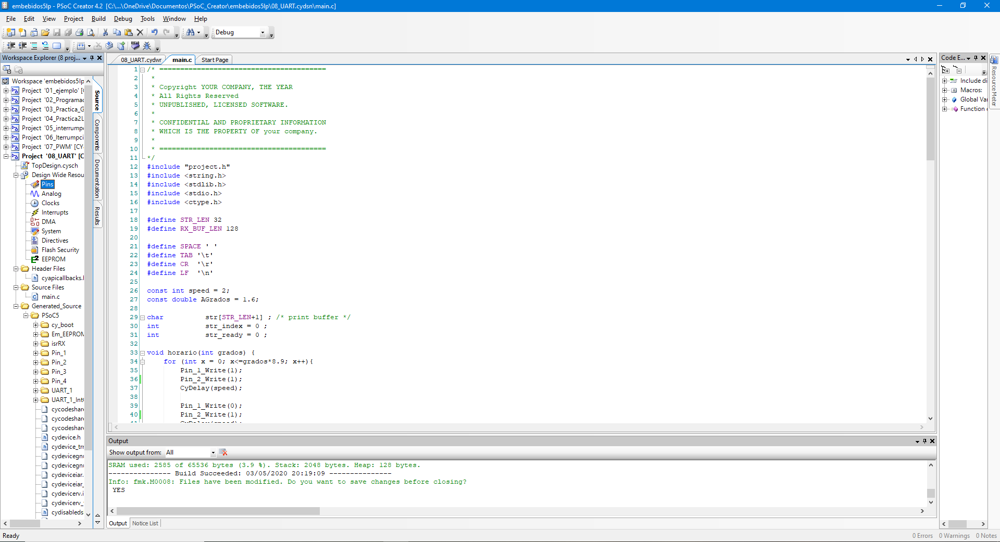 embebidos5lp - PSoC Creator 4.2  [C:\...\OneDrive\Documentos\PSoC_Creator\embebidos5lp\08_UART.cydsn\main.c]
File Edit View Project Build Debug Tools Window Help
Debug
Workspace Explorer (8 proj...
Workspace 'embebidos5lp
Project '01_ejemplo' [
Project '02_Programac
Project '03_Practica_G
Project '04_Practica2L
Project '05_interrumpc
Project '06_Iterrumpci
Project '07_PWM' [CY
Project '08_UART' [C
TopDesign.cysch
Design Wide Resou
Pins
Analog
Clocks
Interrupts
DMA
System
Directives
Flash Security
EEPROM
Header Files
cyapicallbacks.
Source Files
main.c
Generated_Source
PSoC5
cy_boot
Em_EEPROM
isrRX
Pin_1
Pin_2
Pin_3
Pin_4
UART_1
UART_1_Int
cycodeshar
cycodeshar
cycodeshar
cydevice.h
cydevice_trr
cydevicegnu
cydevicegnu
cydeviceiar.
cydeviceiar_
cydevicerv.i
cydevicerv_
cydisableds
Source
Components
Documentation
Results
08_UART.cydwr main.c Start Page
1 /* ========================================
2  *
3  * Copyright YOUR COMPANY, THE YEAR
4  * All Rights Reserved
5  * UNPUBLISHED, LICENSED SOFTWARE.
6  *
7  * CONFIDENTIAL AND PROPRIETARY INFORMATION
8  * WHICH IS THE PROPERTY OF your company.
9  *
10  * ========================================
11 */
12 #include "project.h"
13 #include <string.h>
14 #include <stdlib.h>
15 #include <stdio.h>
16 #include <ctype.h>
17
18 #define STR_LEN 32
19 #define RX_BUF_LEN 128
20
21 #define SPACE ' '
22 #define TAB '\t'
23 #define CR  '\r'
24 #define LF  '\n'
25
26 const int speed = 2;
27 const double AGrados = 1.6;
28
29 char          str[STR_LEN+1] ; /* print buffer */
30 int           str_index = 0 ;
31 int           str_ready = 0 ;
32
33 void horario(int grados) {
34     for (int x = 0; x<=grados*8.9; x++){
35         Pin_1_Write(1);
36         Pin_2_Write(1);
37         CyDelay(speed);
38
39         Pin_1_Write(0);
40         Pin_2_Write(1);
41         CyDelay(speed);
Output
Show output from: All
SRAM used: 2585 of 65536 bytes (3.9 %). Stack: 2048 bytes. Heap: 128 bytes.
--------------- Build Succeeded: 03/05/2020 20:19:09 ---------------
Info: fmk.M0008: Files have been modified. Do you want to save changes before closing?
YES
Output Notice List
Code E...
Include di
Macros:
Global Va
Function
Resource Meter
Ready
0 Errors 0 Warnings 0 Notes